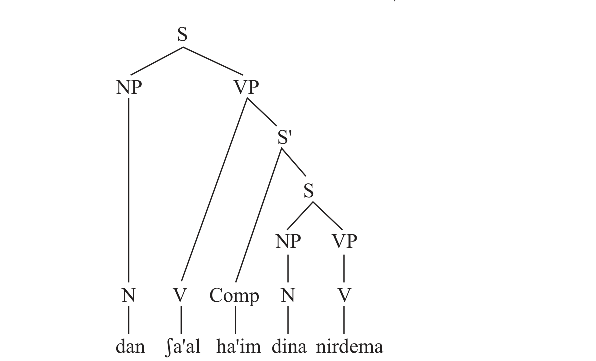 S
NP VP
S'
S
NP VP
N V Comp N V
dan ʃa'al ha'im dina nirdema